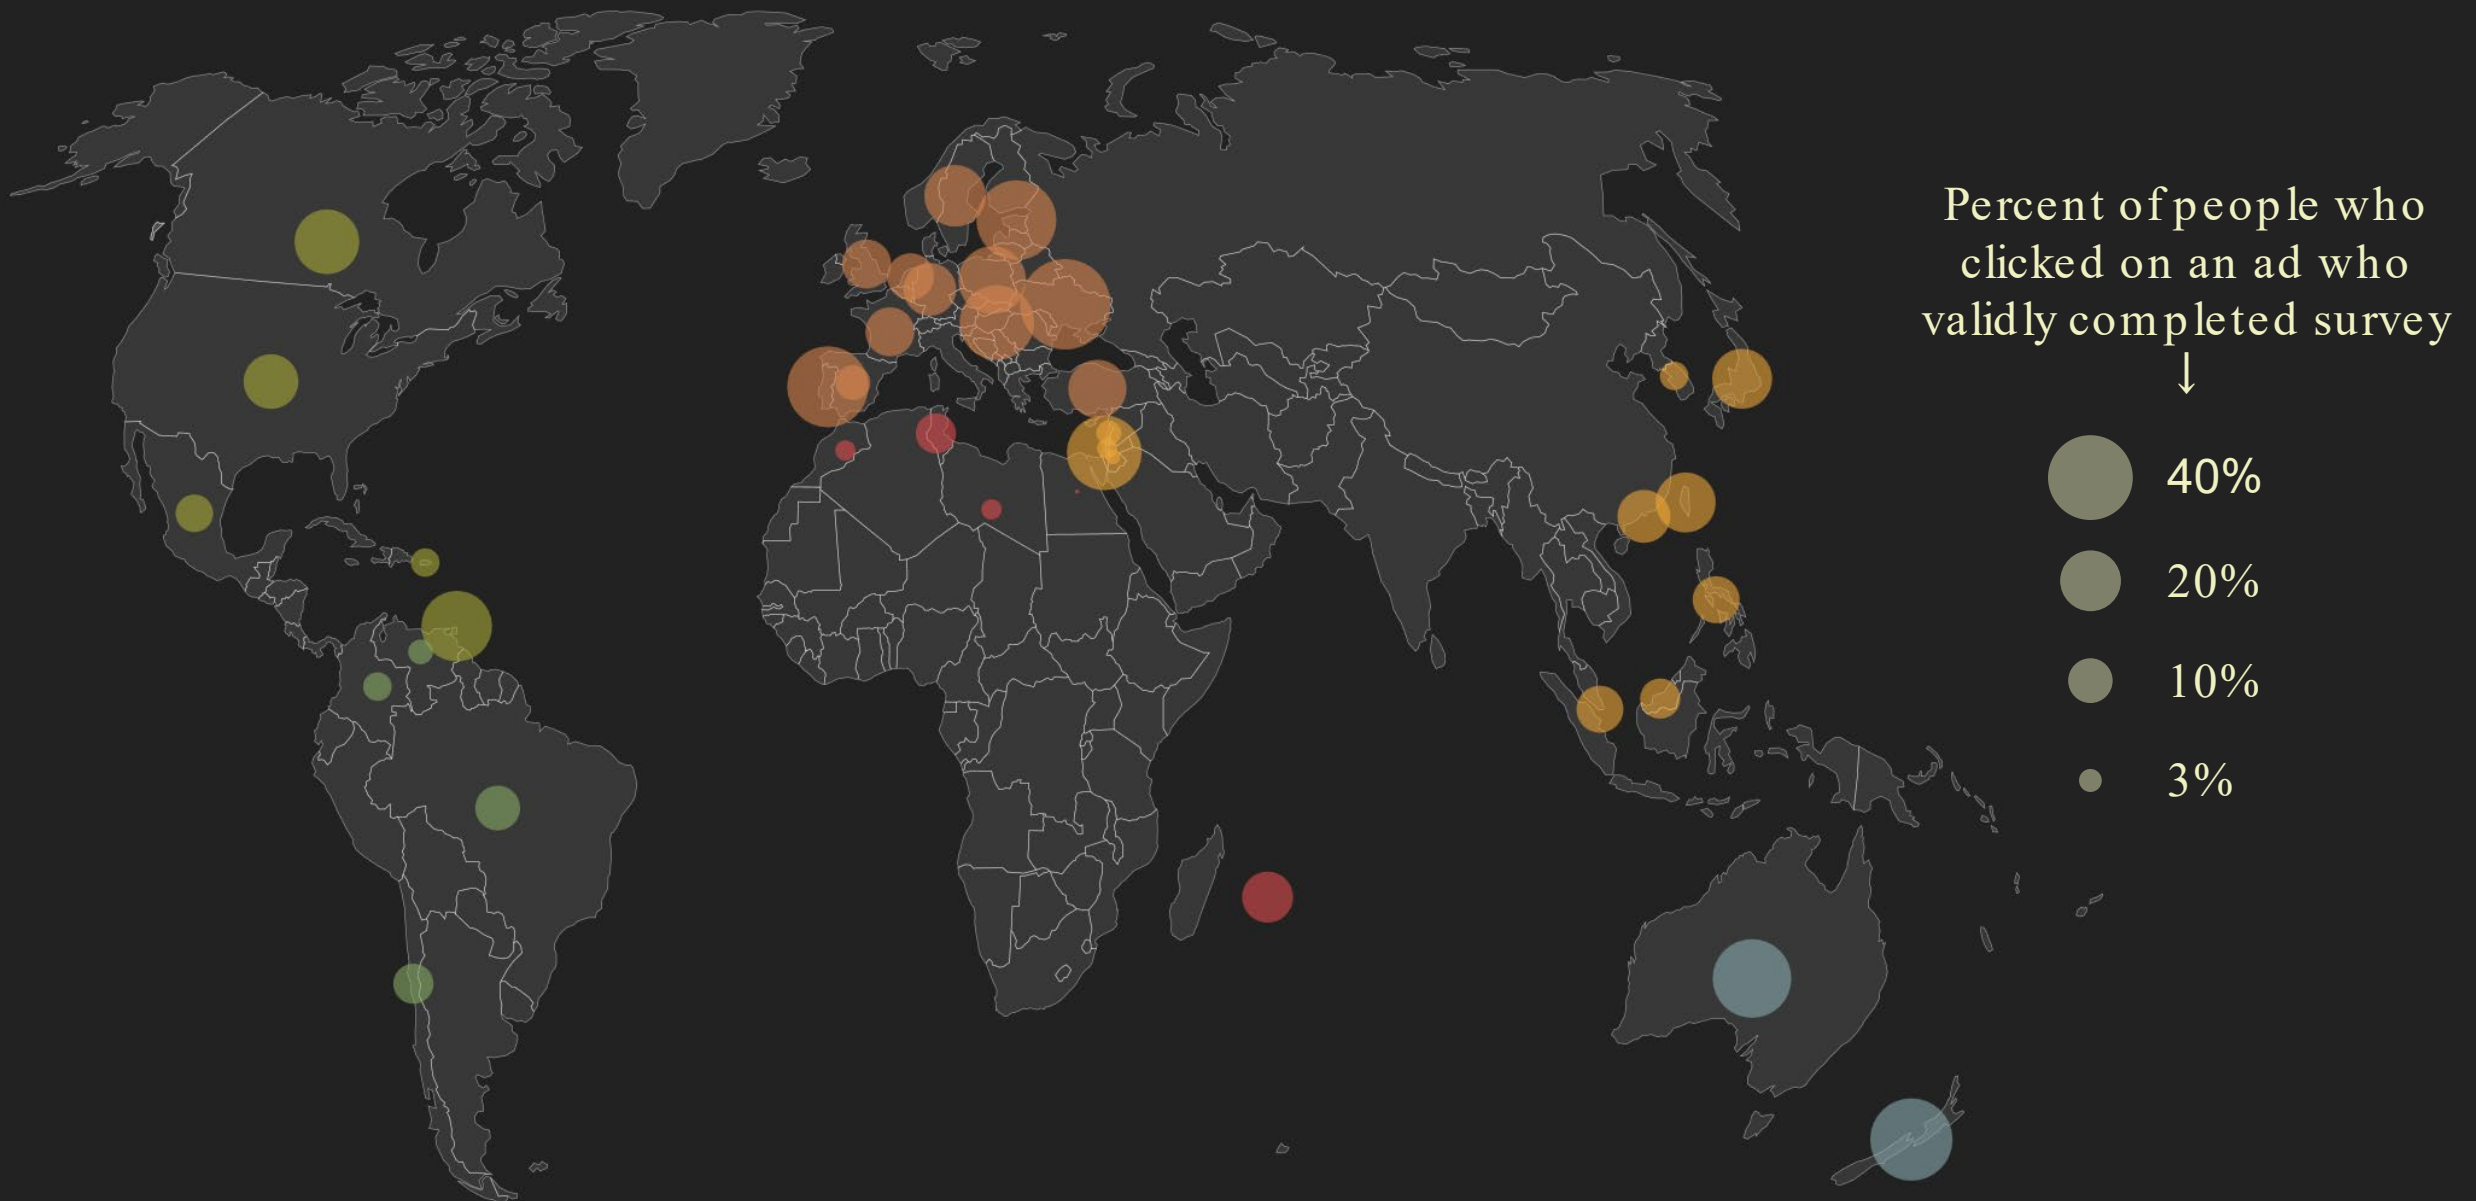 Percent of people who
clicked on an ad who
validly completed survey
↓
40%
20%
10%
3%